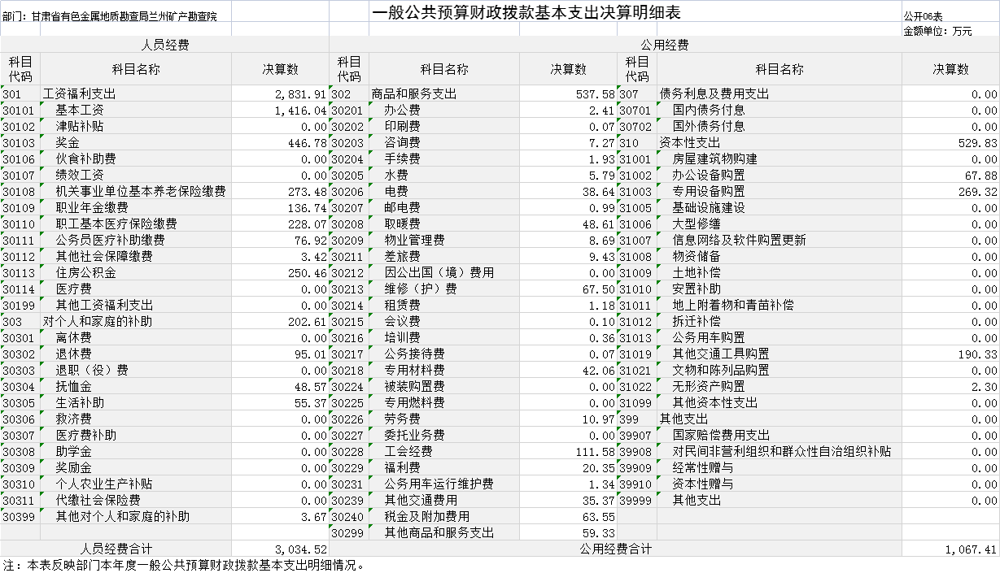 一般公共预算财政拨款基本支出决算明细表
部门：甘肃省有色金属地质勘查局兰州矿产勘查院 公开06表
金额单位：万元
人员经费 公用经费
科目代码 科目名称 决算数 科目代码 科目名称 决算数 科目代码 科目名称 决算数
301 工资福利支出 2,831.91 302 商品和服务支出 537.58 307 债务利息及费用支出 0.00
30101 基本工资 1,416.04 30201 办公费 2.41 30701 国内债务付息 0.00
30102 津贴补贴 0.00 30202 印刷费 0.07 30702 国外债务付息 0.00
30103 奖金 446.78 30203 咨询费 7.27 310 资本性支出 529.83
30106 伙食补助费 0.00 30204 手续费 1.93 31001 房屋建筑物购建 0.00
30107 绩效工资 0.00 30205 水费 5.79 31002 办公设备购置 67.88
30108 机关事业单位基本养老保险缴费 273.48 30206 电费 38.64 31003 专用设备购置 269.32
30109 职业年金缴费 136.74 30207 邮电费 0.99 31005 基础设施建设 0.00
30110 职工基本医疗保险缴费 228.07 30208 取暖费 48.61 31006 大型修缮 0.00
30111 公务员医疗补助缴费 76.92 30209 物业管理费 8.69 31007 信息网络及软件购置更新 0.00
30112 其他社会保障缴费 3.42 30211 差旅费 9.43 31008 物资储备 0.00
30113 住房公积金 250.46 30212 因公出国（境）费用 0.00 31009 土地补偿 0.00
30114 医疗费 0.00 30213 维修（护）费 67.50 31010 安置补助 0.00
30199 其他工资福利支出 0.00 30214 租赁费 1.18 31011 地上附着物和青苗补偿 0.00
303 对个人和家庭的补助 202.61 30215 会议费 0.10 31012 拆迁补偿 0.00
30301 离休费 0.00 30216 培训费 0.36 31013 公务用车购置 0.00
30302 退休费 95.01 30217 公务接待费 0.07 31019 其他交通工具购置 190.33
30303 退职（役）费 0.00 30218 专用材料费 42.06 31021 文物和陈列品购置 0.00
30304 抚恤金 48.57 30224 被装购置费 0.00 31022 无形资产购置 2.30
30305 生活补助 55.37 30225 专用燃料费 0.00 31099 其他资本性支出 0.00
30306 救济费 0.00 30226 劳务费 10.97 399 其他支出 0.00
30307 医疗费补助 0.00 30227 委托业务费 0.00 39907 国家赔偿费用支出 0.00
30308 助学金 0.00 30228 工会经费 111.58 39908 对民间非营利组织和群众性自治组织补贴 0.00
30309 奖励金 0.00 30229 福利费 20.35 39909 经常性赠与 0.00
30310 个人农业生产补贴 0.00 30231 公务用车运行维护费 1.34 39910 资本性赠与 0.00
30311 代缴社会保险费 0.00 30239 其他交通费用 35.37 39999 其他支出 0.00
30399 其他对个人和家庭的补助 3.67 30240 税金及附加费用 63.55
30299 其他商品和服务支出 59.33
人员经费合计 3,034.52 公用经费合计 1,067.41
注：本表反映部门本年度一般公共预算财政拨款基本支出明细情况。